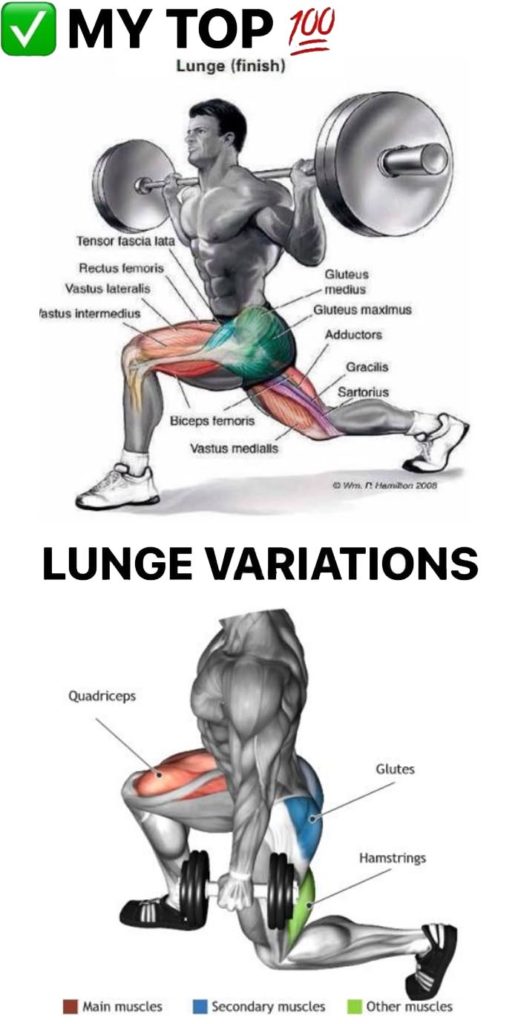 ✅ MY TOP 💯
Lunge (finish)
Tensor fascia lata
Rectus femoris
Vastus lateralis
Vastus intermedius
Gluteus
medius
Gluteus maximus
Adductors
Gracilis
Sartorius
Biceps femoris
Vastus medialis
© Wm. P. Hamilton 2008
LUNGE VARIATIONS
Quadriceps
Glutes
Hamstrings
Main muscles
Secondary muscles
Other muscles